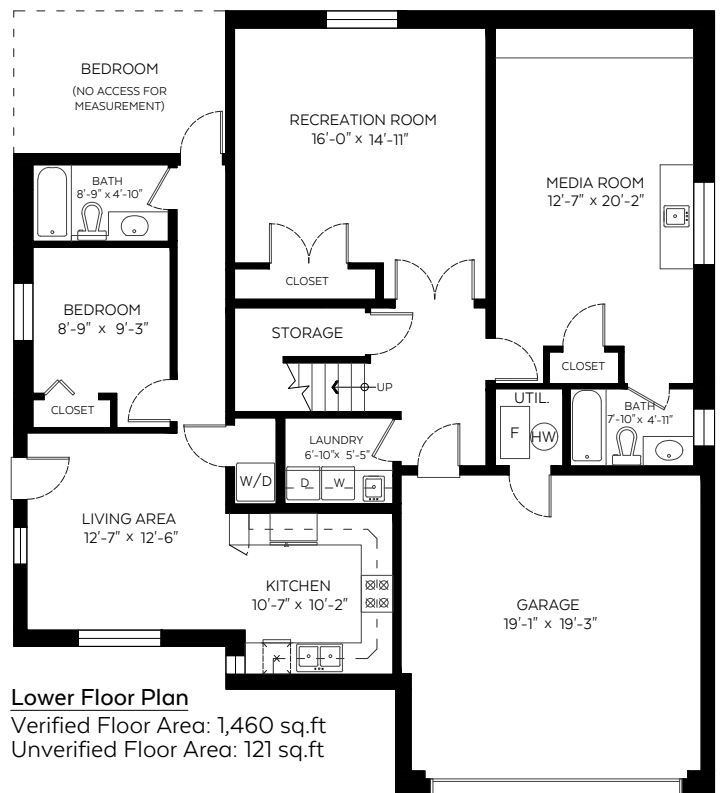 BEDROOM
(NO ACCESS FOR
MEASUREMENT)
RECREATION ROOM
16'-0" x 14'-11"
MEDIA ROOM
12'-7" x 20'-2"
BATH
8'-9" x 4'-10"
CLOSET
BEDROOM
8'-9" x 9'-3"
STORAGE
UP
CLOSET
CLOSET
UTIL.
F
HW
BATH
7'-10" x 4'-11"
LAUNDRY
6'-10" x 5'-5"
W/D
D
W
LIVING AREA
12'-7" x 12'-6"
KITCHEN
10'-7" x 10'-2"
GARAGE
19'-1" x 19'-3"
Lower Floor Plan
Verified Floor Area: 1,460 sq.ft
Unverified Floor Area: 121 sq.ft